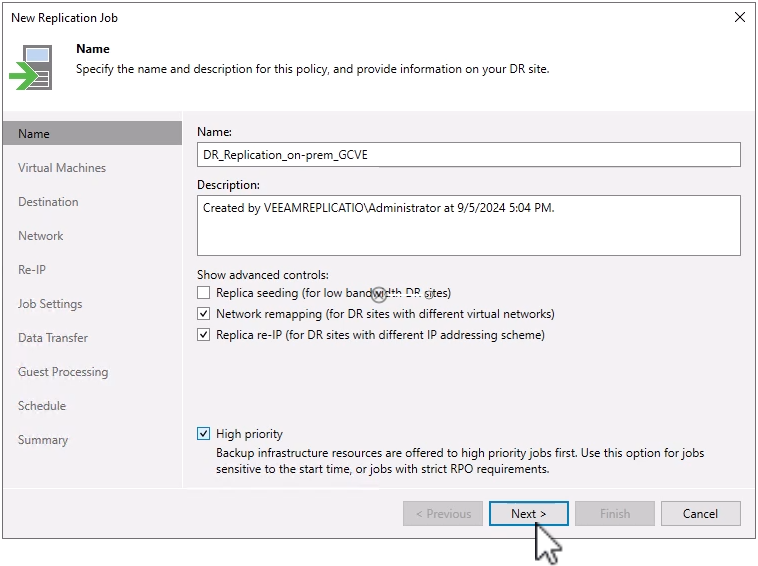 New Replication Job
Name
Specify the name and description for this policy, and provide information on your DR site.
Name
Virtual Machines
Destination
Network
Re-IP
Job Settings
Data Transfer
Guest Processing
Schedule
Summary
Name:
DR_Replication_on-prem_GCVE
Description:
Created by VEEAMREPLICATIO\Administrator at 9/5/2024 5:04 PM.
Show advanced controls:
Replica seeding (for low bandwidth DR sites)
Network remapping (for DR sites with different virtual networks)
Replica re-IP (for DR sites with different IP addressing scheme)
High priority
Backup infrastructure resources are offered to high priority jobs first. Use this option for jobs
sensitive to the start time, or jobs with strict RPO requirements.
< Previous
Next >
Finish
Cancel